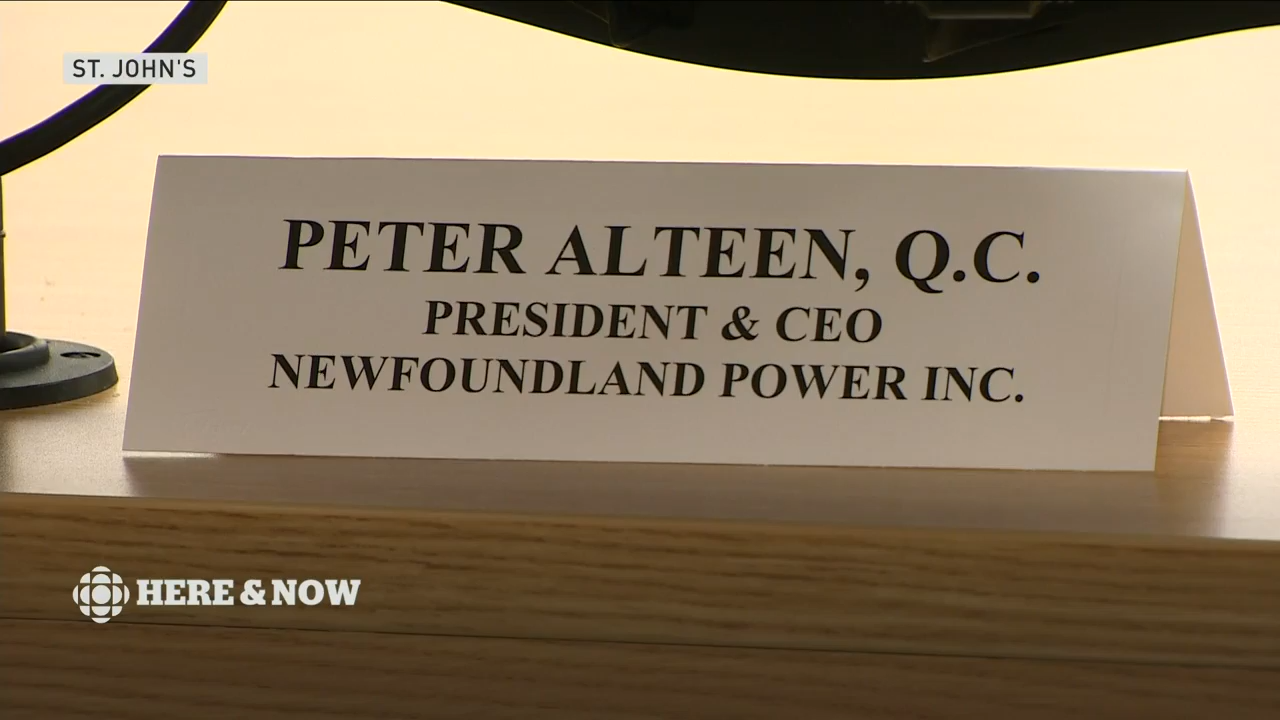 ST. JOHN'S
PETER ALTEEN, Q.C.
PRESIDENT & CEO
NEWFOUNDLAND POWER INC.
HERE & NOW